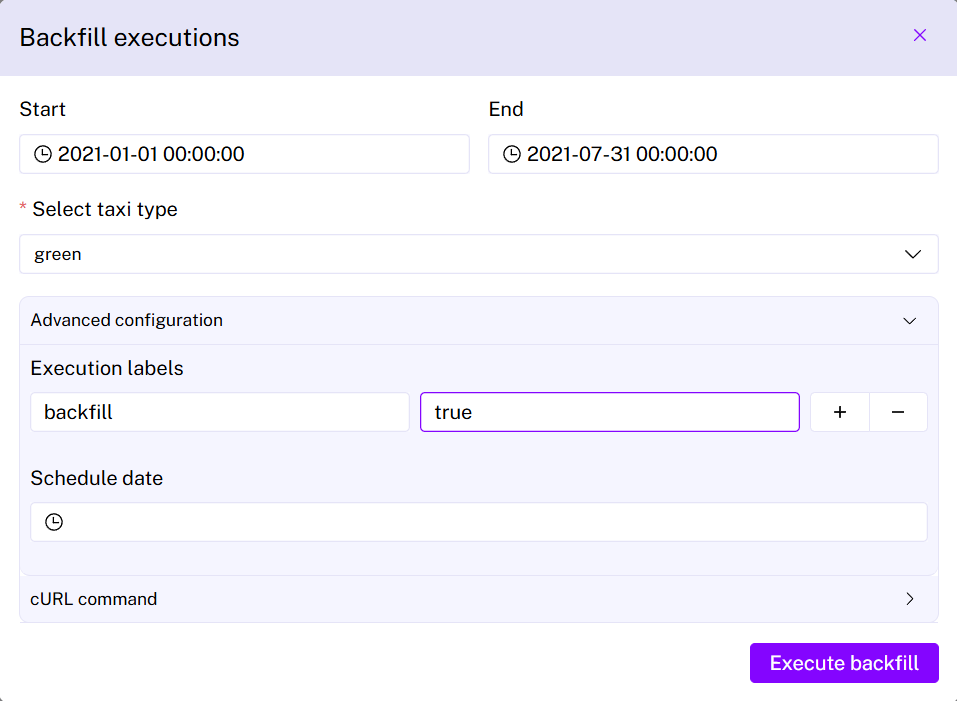 Backfill executions
Start
End
2021-01-01 00:00:00
2021-07-31 00:00:00
* Select taxi type
green
Advanced configuration
Execution labels
backfill
true
+
−
Schedule date
cURL command
Execute backfill